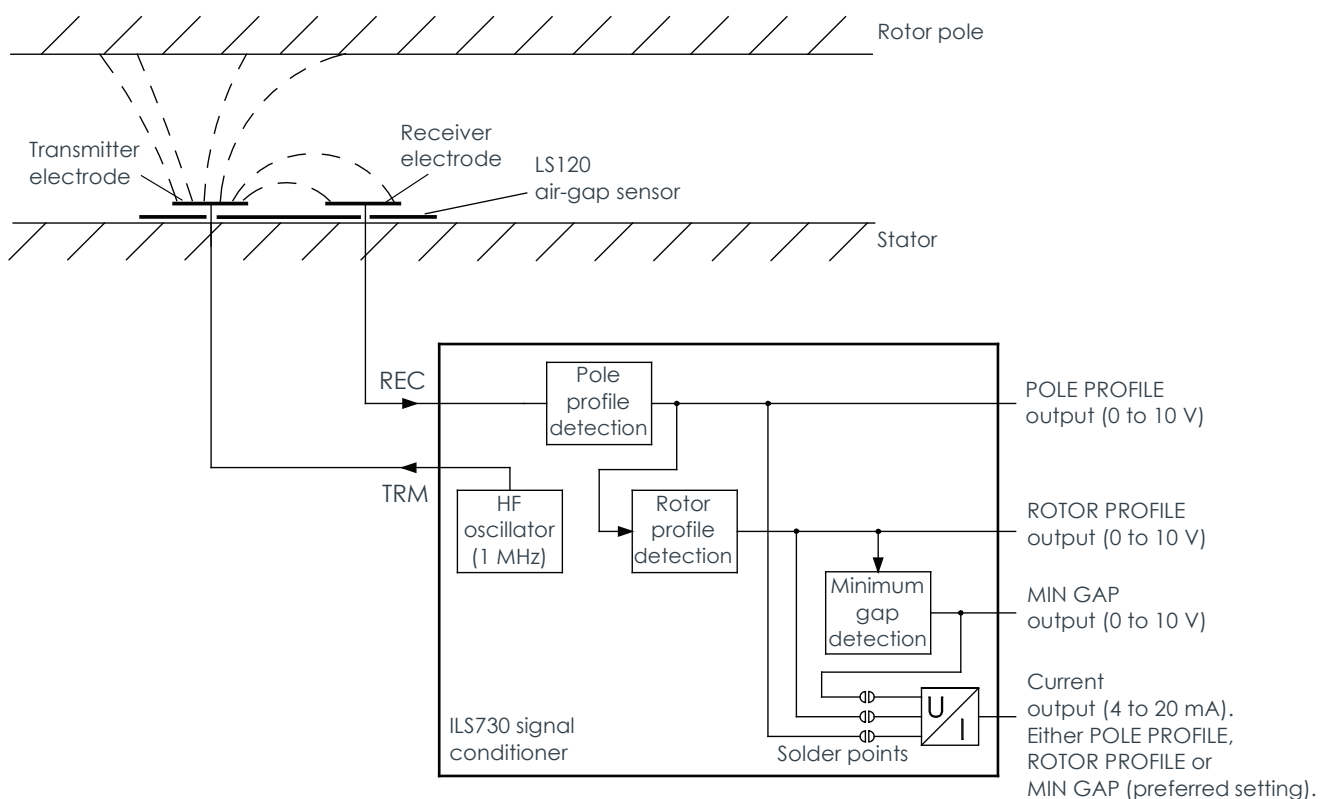 Rotor pole
Transmitter
electrode
Receiver
electrode
LS120
air-gap sensor
Stator
REC
TRM
Pole
profile
detection
POLE PROFILE
output (0 to 10 V)
HF
oscillator
(1 MHz)
Rotor
profile
detection
ROTOR PROFILE
output (0 to 10 V)
Minimum
gap
detection
MIN GAP
output (0 to 10 V)
U
I
Solder points
ILS730 signal
conditioner
Current
output (4 to 20 mA).
Either POLE PROFILE,
ROTOR PROFILE or
MIN GAP (preferred setting).